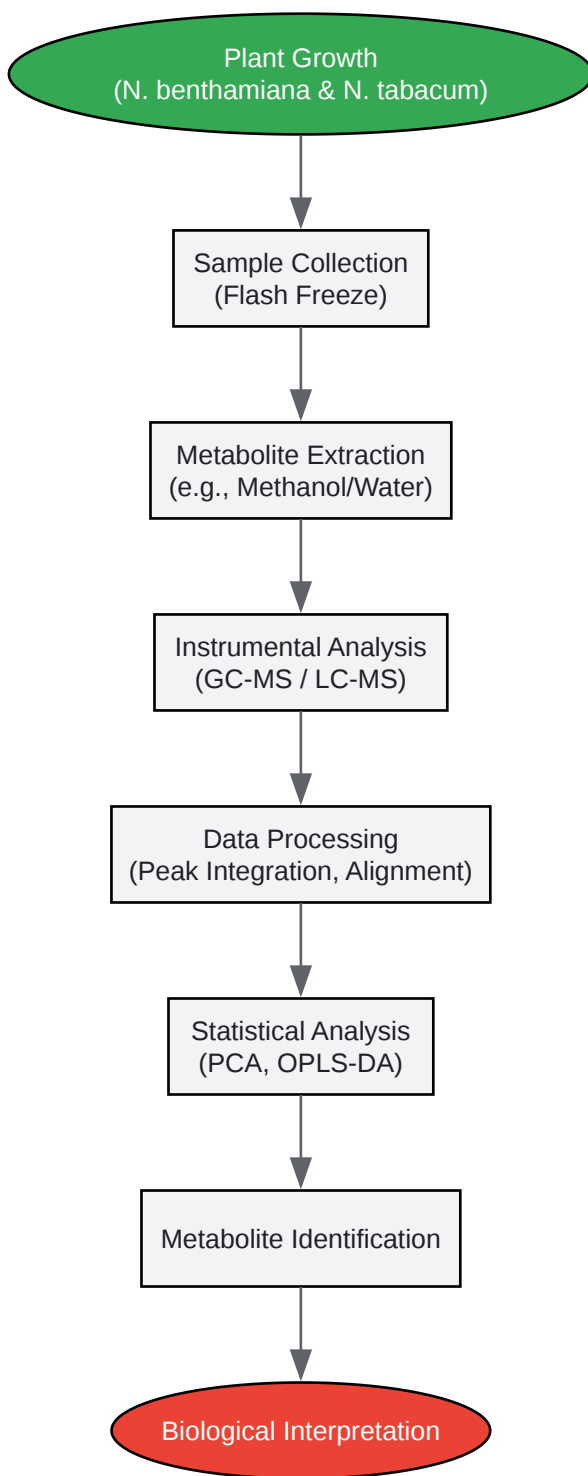 Plant Growth
(N. benthamiana & N. tabacum)
Sample Collection
(Flash Freeze)
Metabolite Extraction
(e.g., Methanol/Water)
Instrumental Analysis
(GC-MS / LC-MS)
Data Processing
(Peak Integration, Alignment)
Statistical Analysis
(PCA, OPLS-DA)
Metabolite Identification
Biological Interpretation